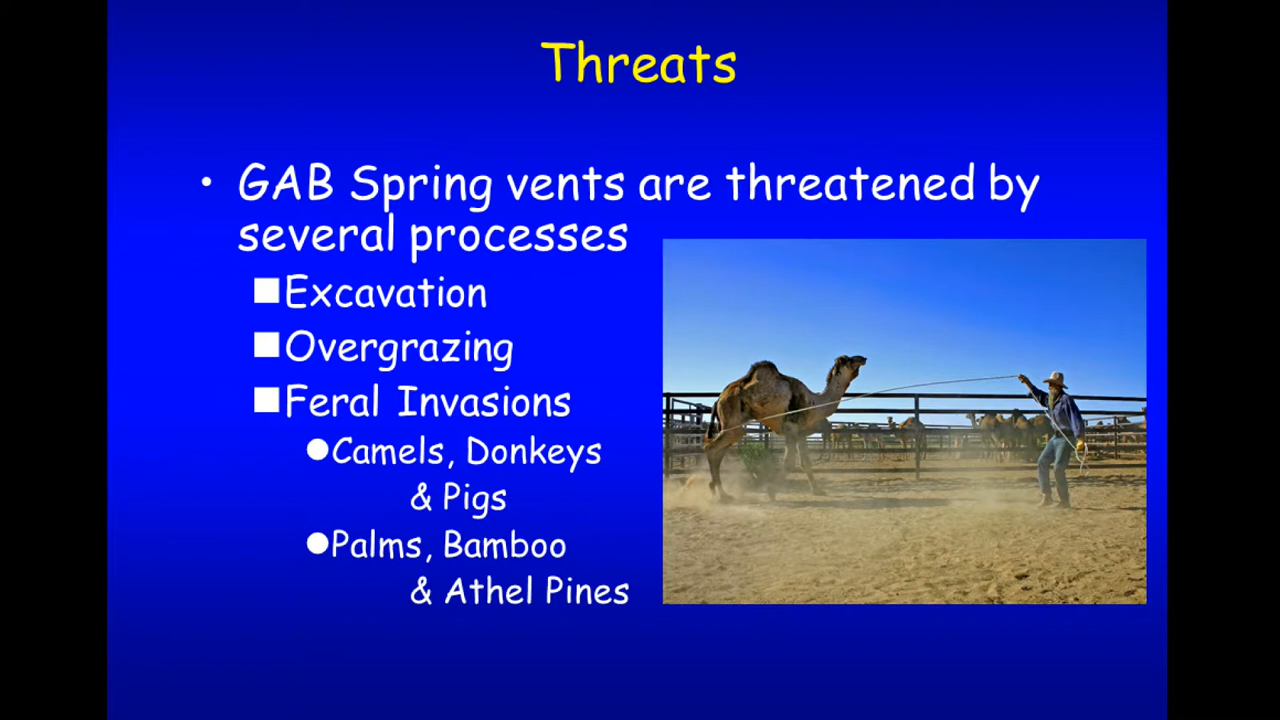 Threats
• GAB Spring vents are threatened by
several processes
■Excavation
■Overgrazing
■Feral Invasions
●Camels, Donkeys
& Pigs
●Palms, Bamboo
& Athel Pines